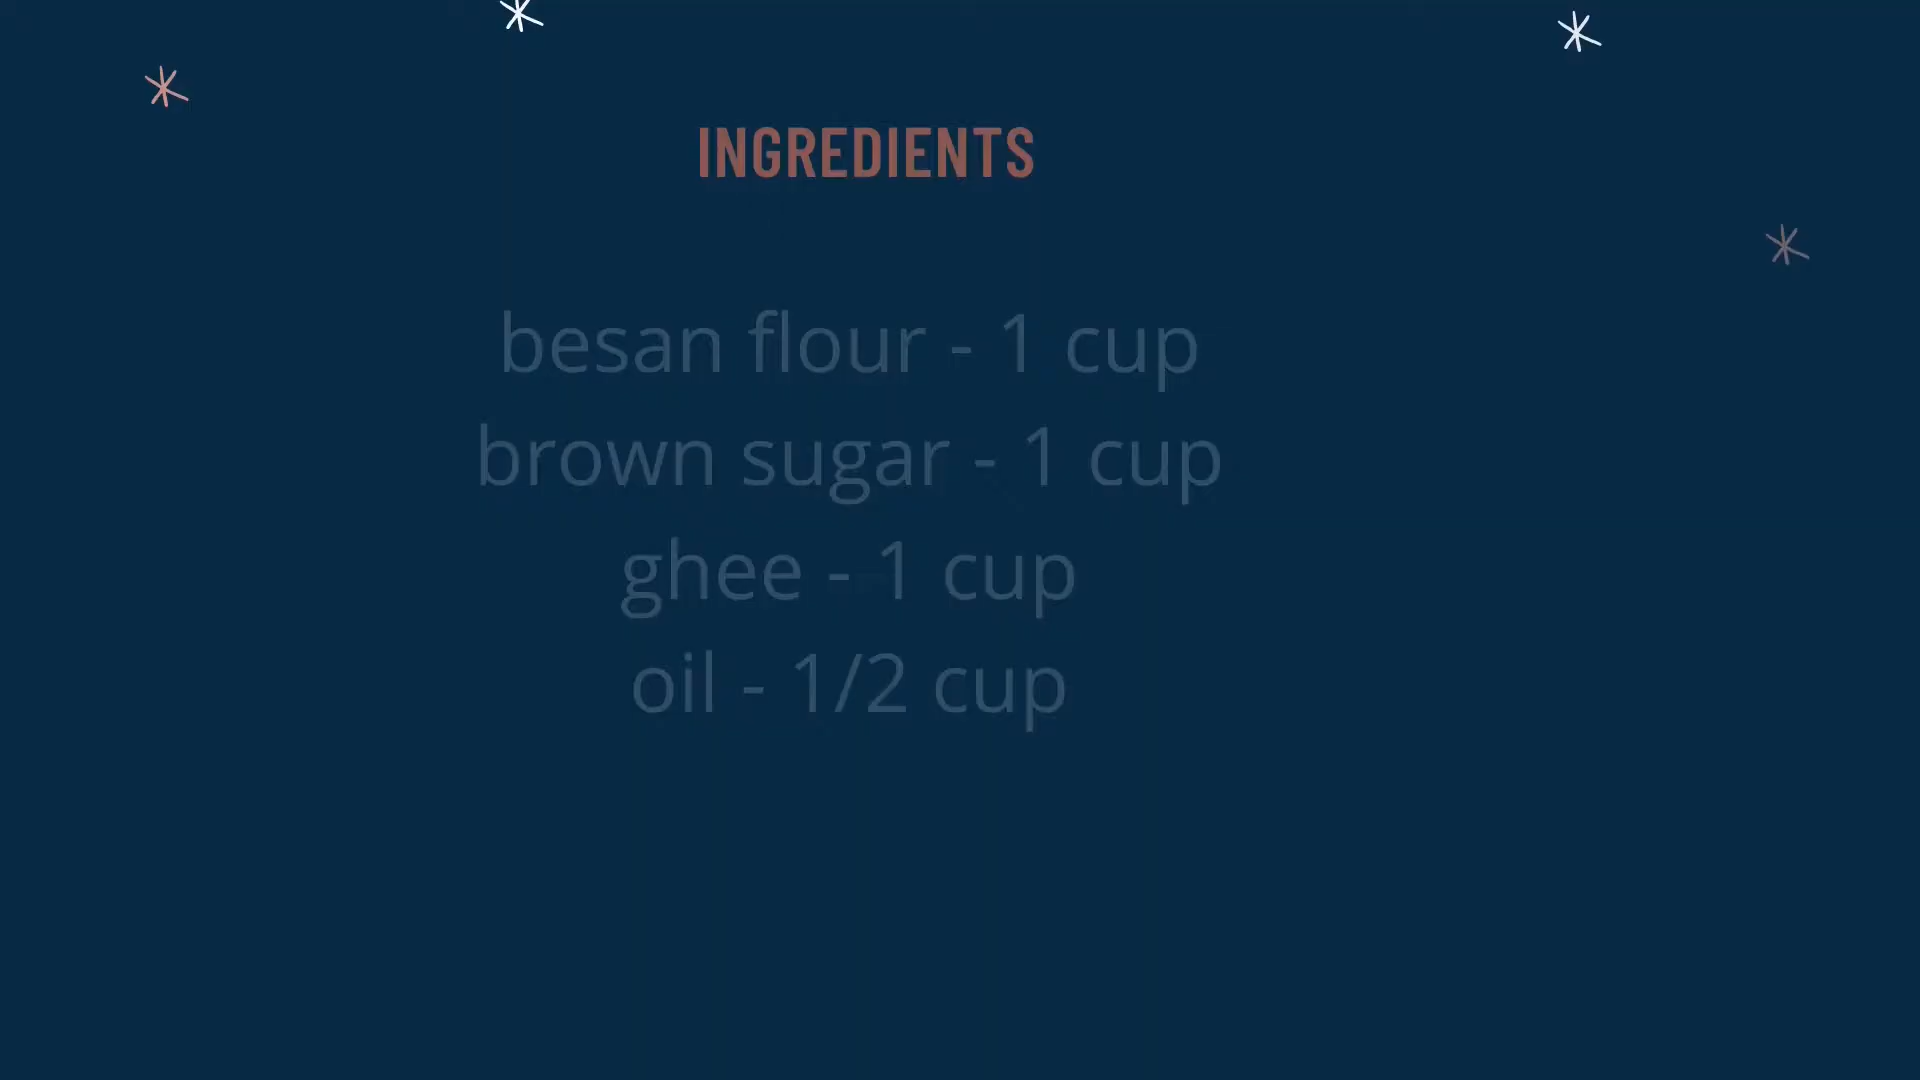 INGREDIENTS
besan flour - 1 cup
brown sugar - 1 cup
ghee - 1 cup
oil - 1/2 cup